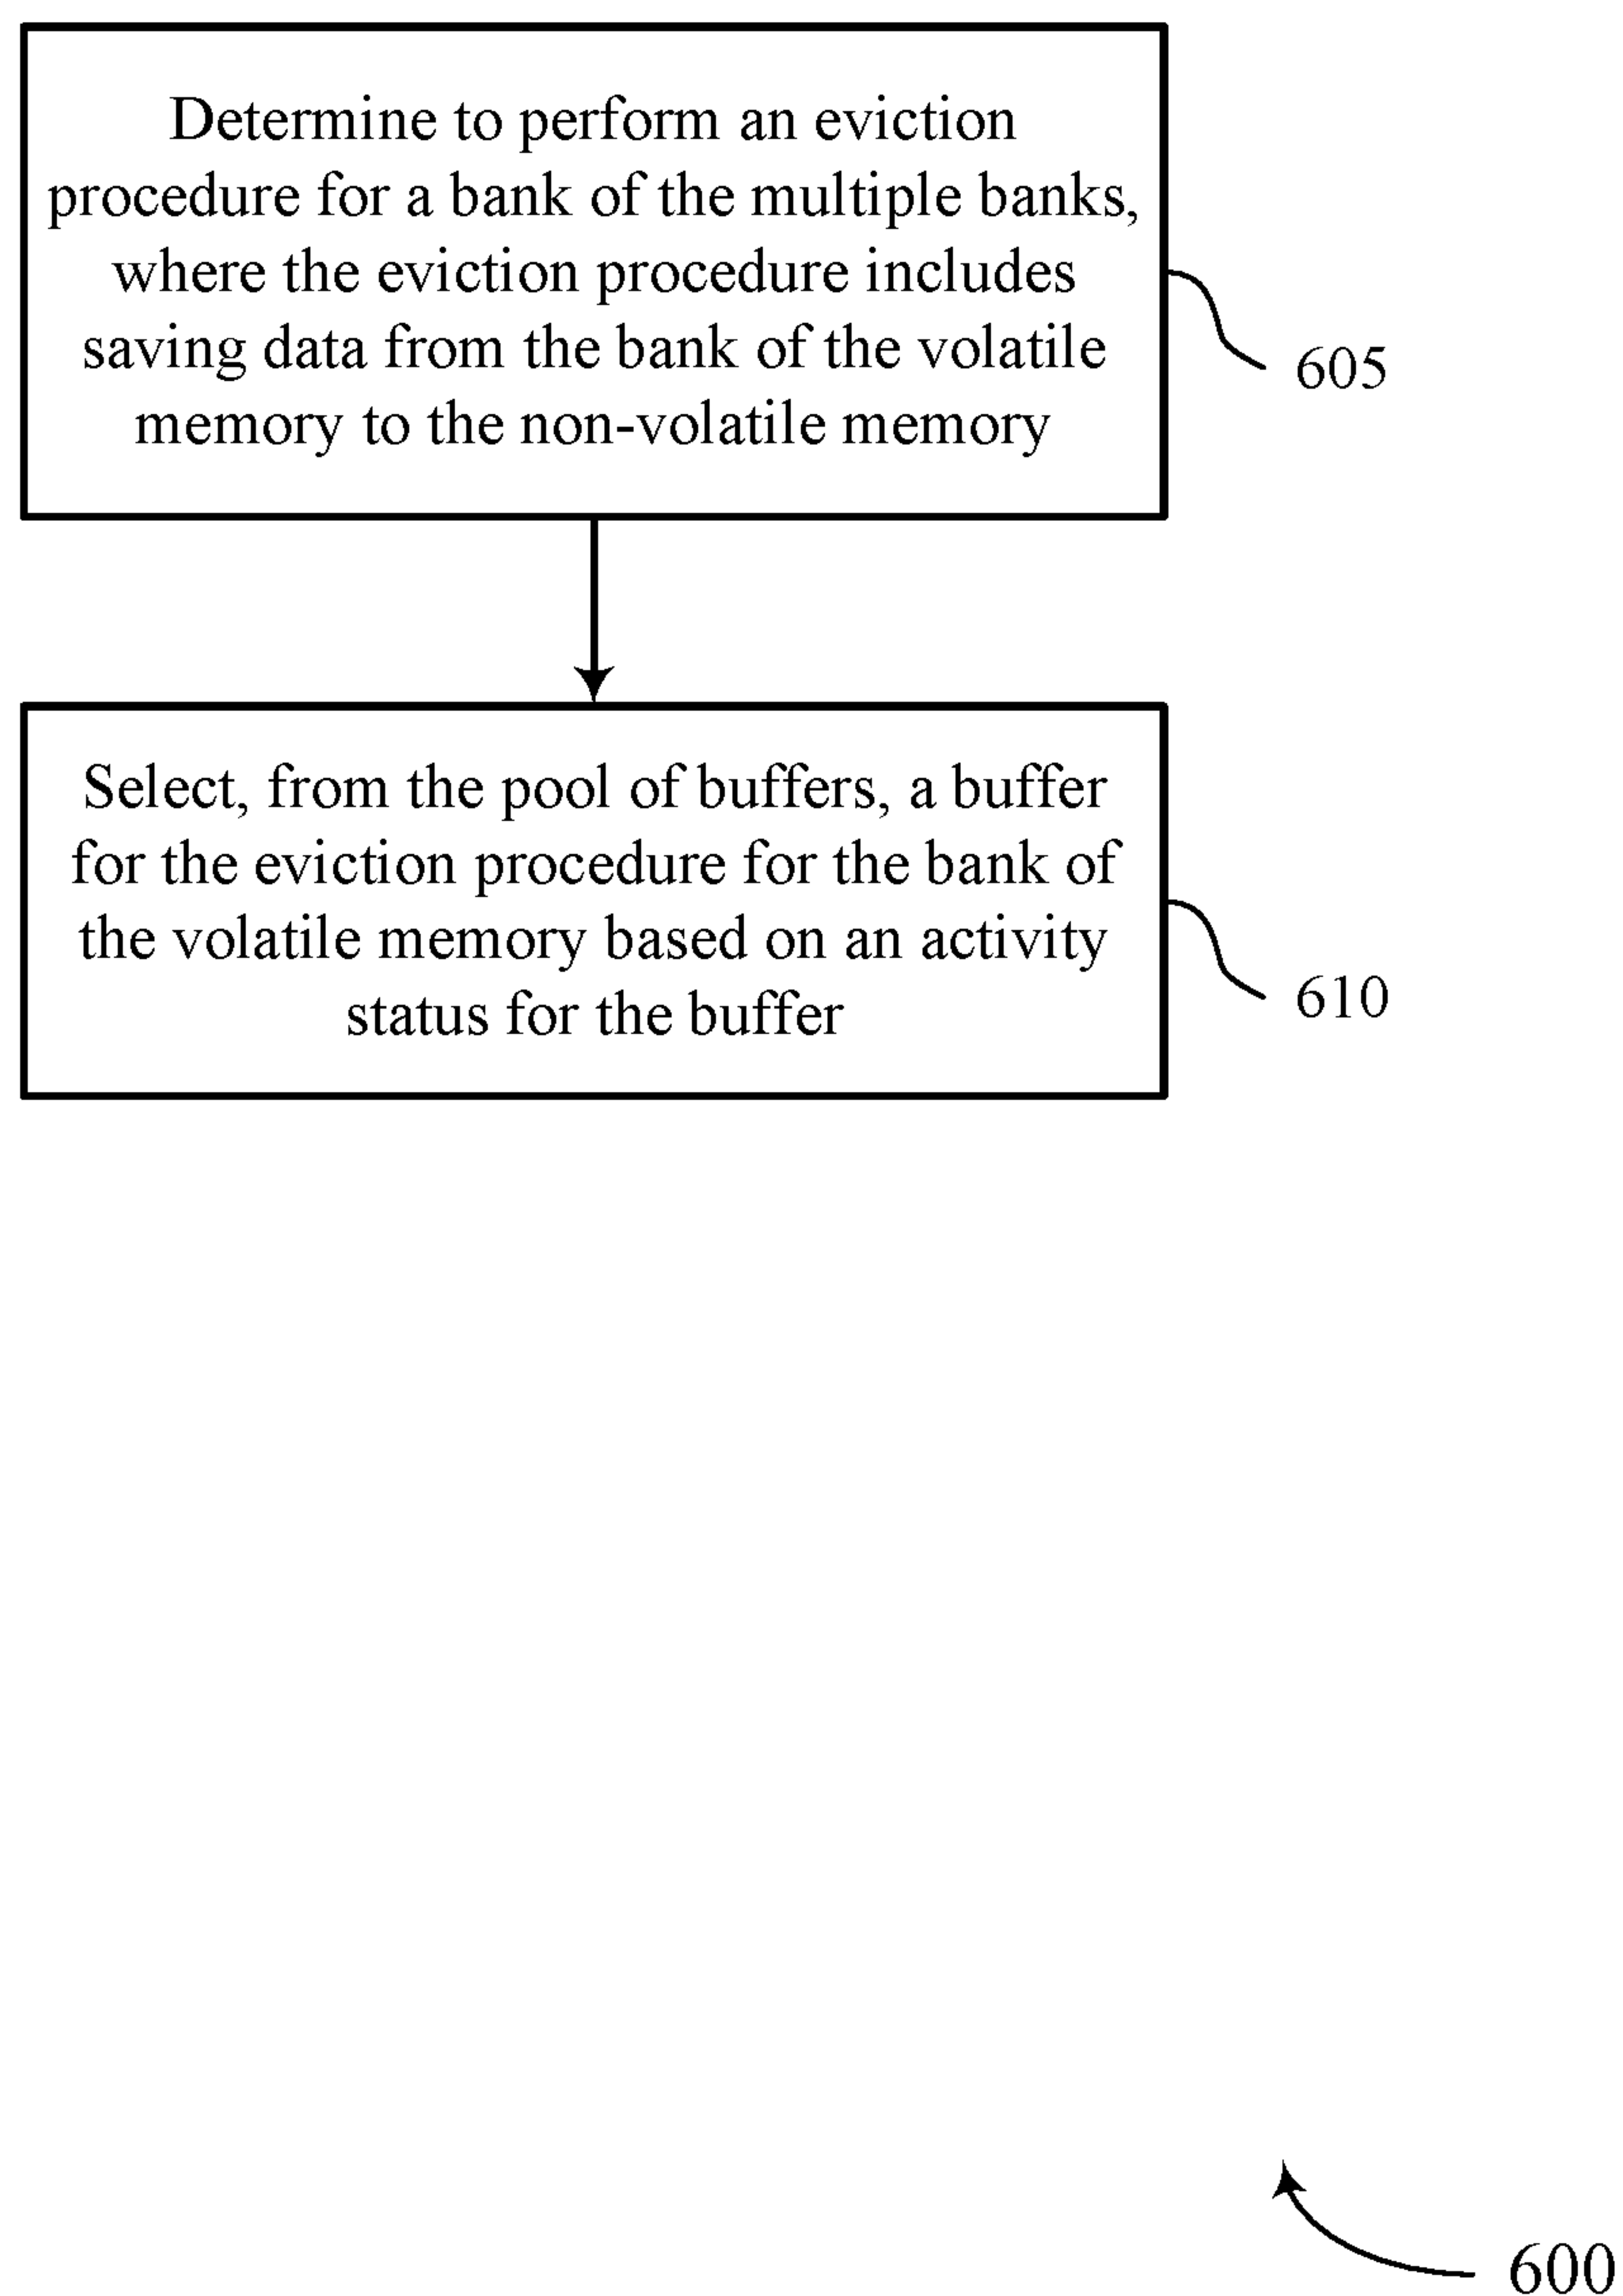 Determine to perform an eviction
procedure for a bank of the multiple banks,
where the eviction procedure includes
saving data from the bank of the volatile
memory to the non-volatile memory
605
Select, from the pool of buffers, a buffer
for the eviction procedure for the bank of
the volatile memory based on an activity
status for the buffer
610
600